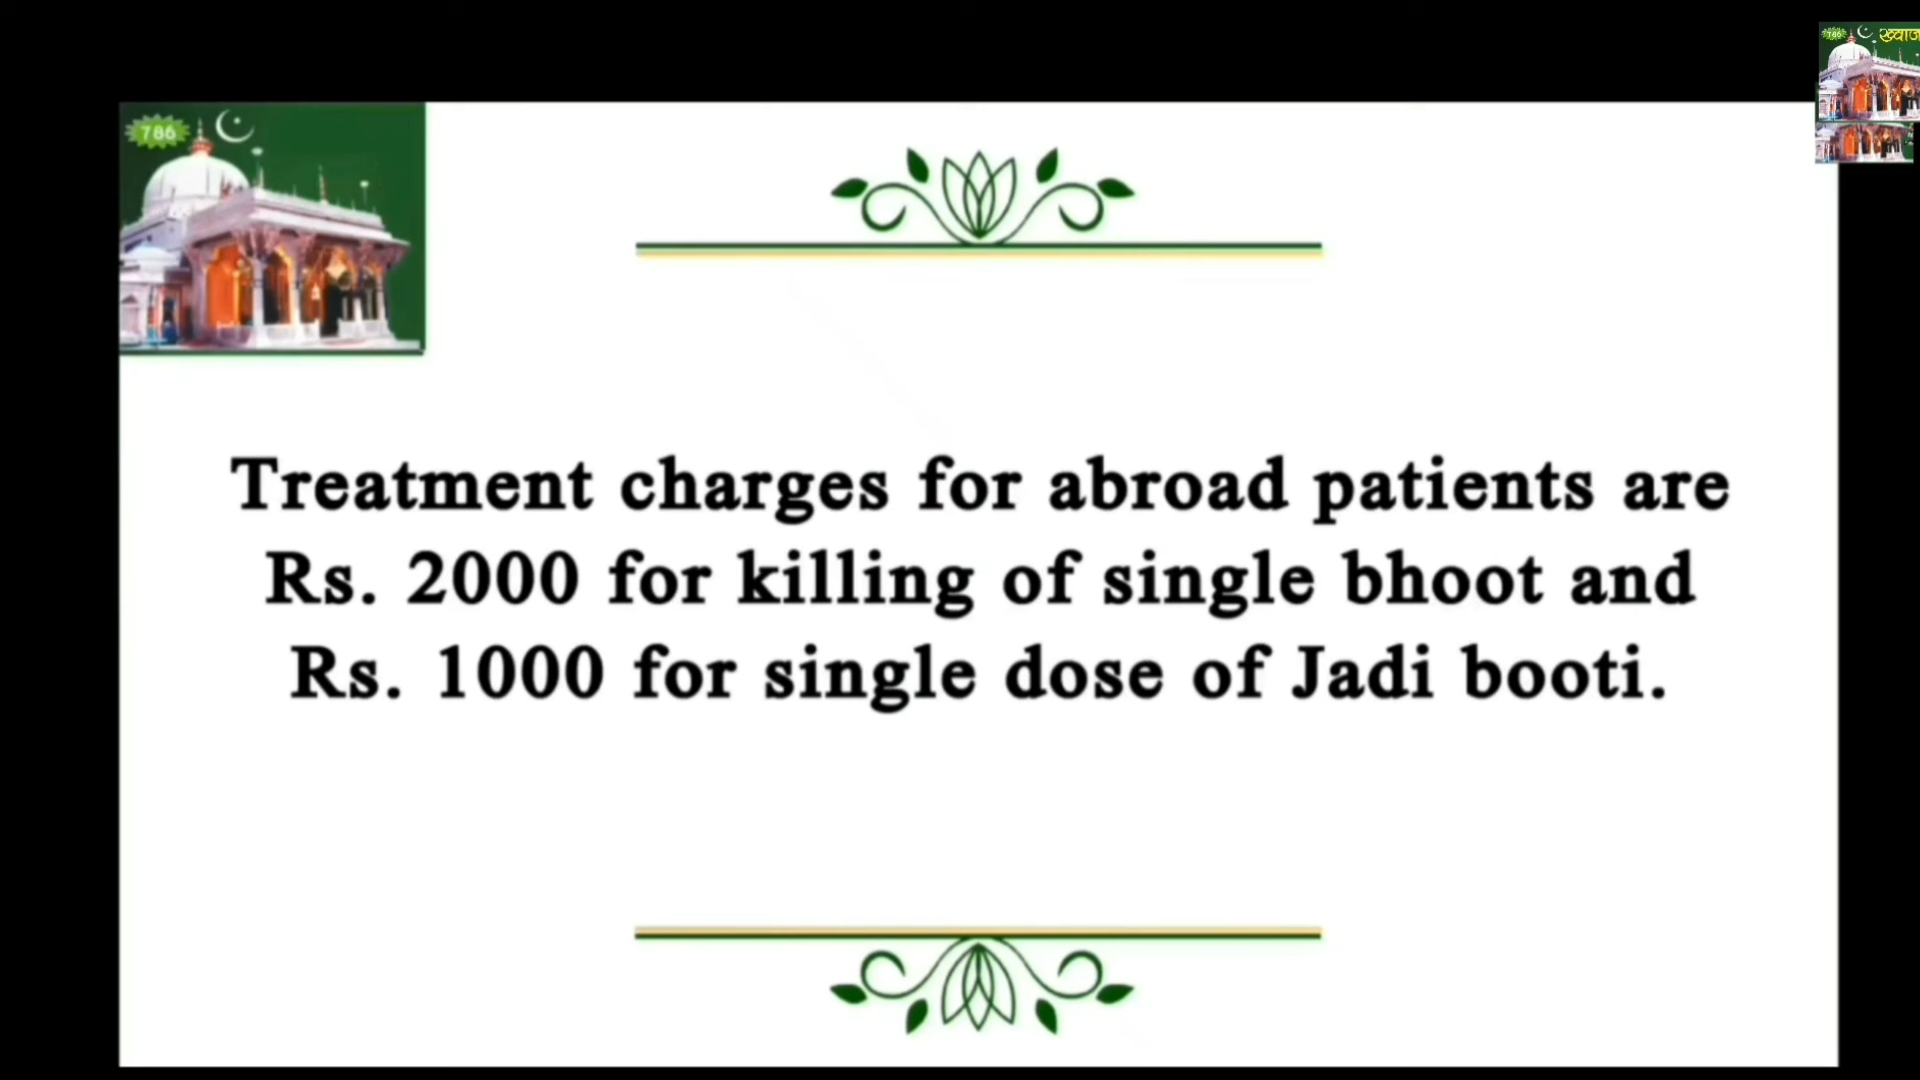 786
786
Treatment charges for abroad patients are
Rs. 2000 for killing of single bhoot and
Rs. 1000 for single dose of Jadi booti.